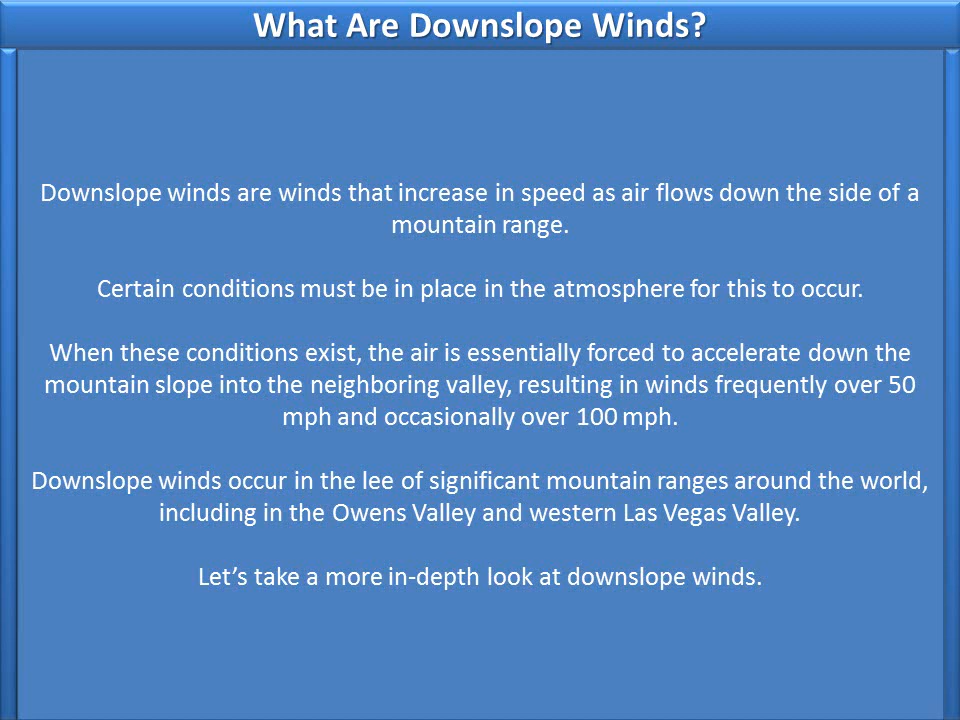 What Are Downslope Winds?
Downslope winds are winds that increase in speed as air flows down the side of a
mountain range.
Certain conditions must be in place in the atmosphere for this to occur.
When these conditions exist, the air is essentially forced to accelerate down the
mountain slope into the neighboring valley, resulting in winds frequently over 50
mph and occasionally over 100 mph.
Downslope winds occur in the lee of significant mountain ranges around the world,
including in the Owens Valley and western Las Vegas Valley.
Let’s take a more in-depth look at downslope winds.